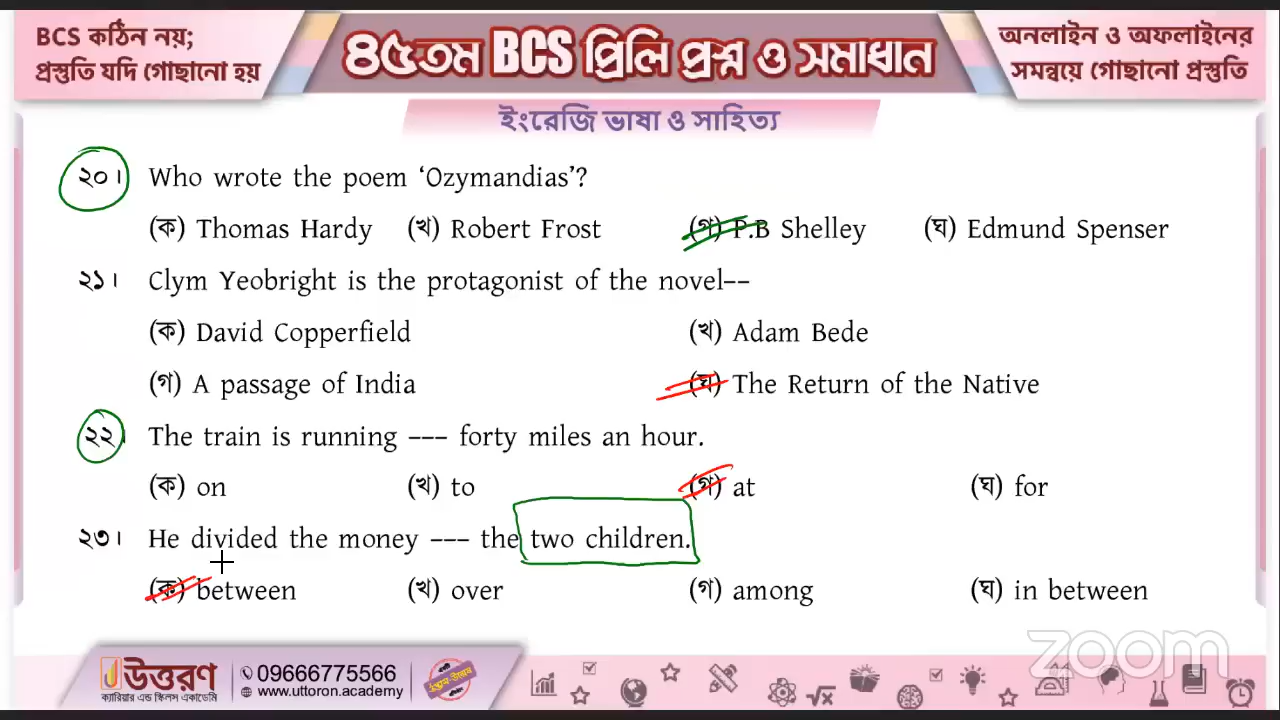 BCS কঠিন নয়;
প্রস্তুতি যদি গোছানো হয়
৪৫তম BCS প্রিলি প্রশ্ন ও সমাধান
অনলাইন ও অফলাইনের
সমন্বয়ে গোছানো প্রস্তুতি
ইংরেজি ভাষা ও সাহিত্য
২০। Who wrote the poem ‘Ozymandias’?
(ক) Thomas Hardy (খ) Robert Frost (গ) P.B Shelley (ঘ) Edmund Spenser
২১। Clym Yeobright is the protagonist of the novel--
(ক) David Copperfield (খ) Adam Bede
(গ) A passage of India (ঘ) The Return of the Native
২২। The train is running --- forty miles an hour.
(ক) on (খ) to (গ) at (ঘ) for
২৩। He divided the money --- the two children.
(ক) between (খ) over (গ) among (ঘ) in between
zoom
উত্তরণ
ক্যারিয়ার এন্ড স্কিলস একাডেমি
09666775566
www.uttoron.academy